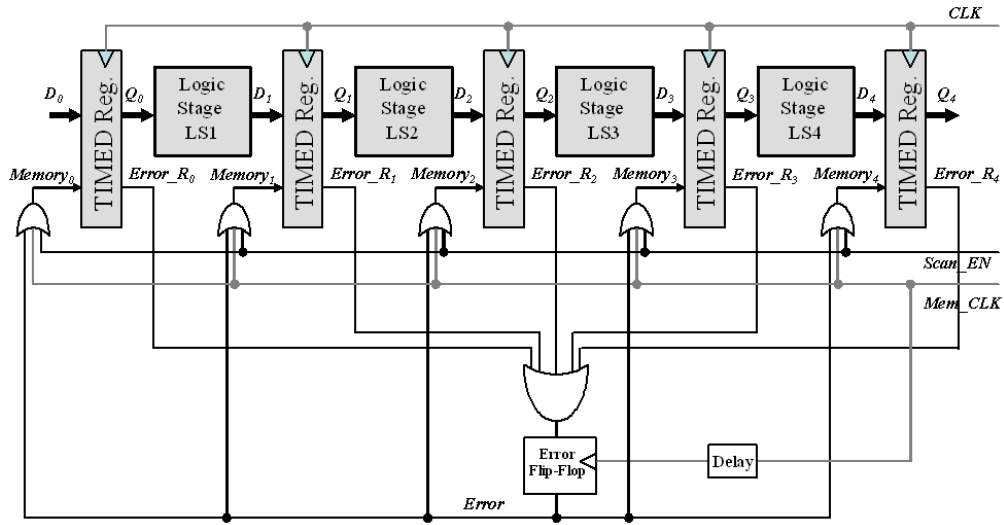 CLK
TIMED Reg.
TIMED Reg.
TIMED Reg.
TIMED Reg.
TIMED Reg.
D₀
Q₀
Logic
Stage
LS1
D₁
Q₁
Logic
Stage
LS2
D₂
Q₂
Logic
Stage
LS3
D₃
Q₃
Logic
Stage
LS4
D₄
Q₄
Memory₀
Error_R₀
Memory₁
Error_R₁
Memory₂
Error_R₂
Memory₃
Error_R₃
Memory₄
Error_R₄
Scan_EN
Mem_CLK
Error
Flip-Flop
Delay
Error